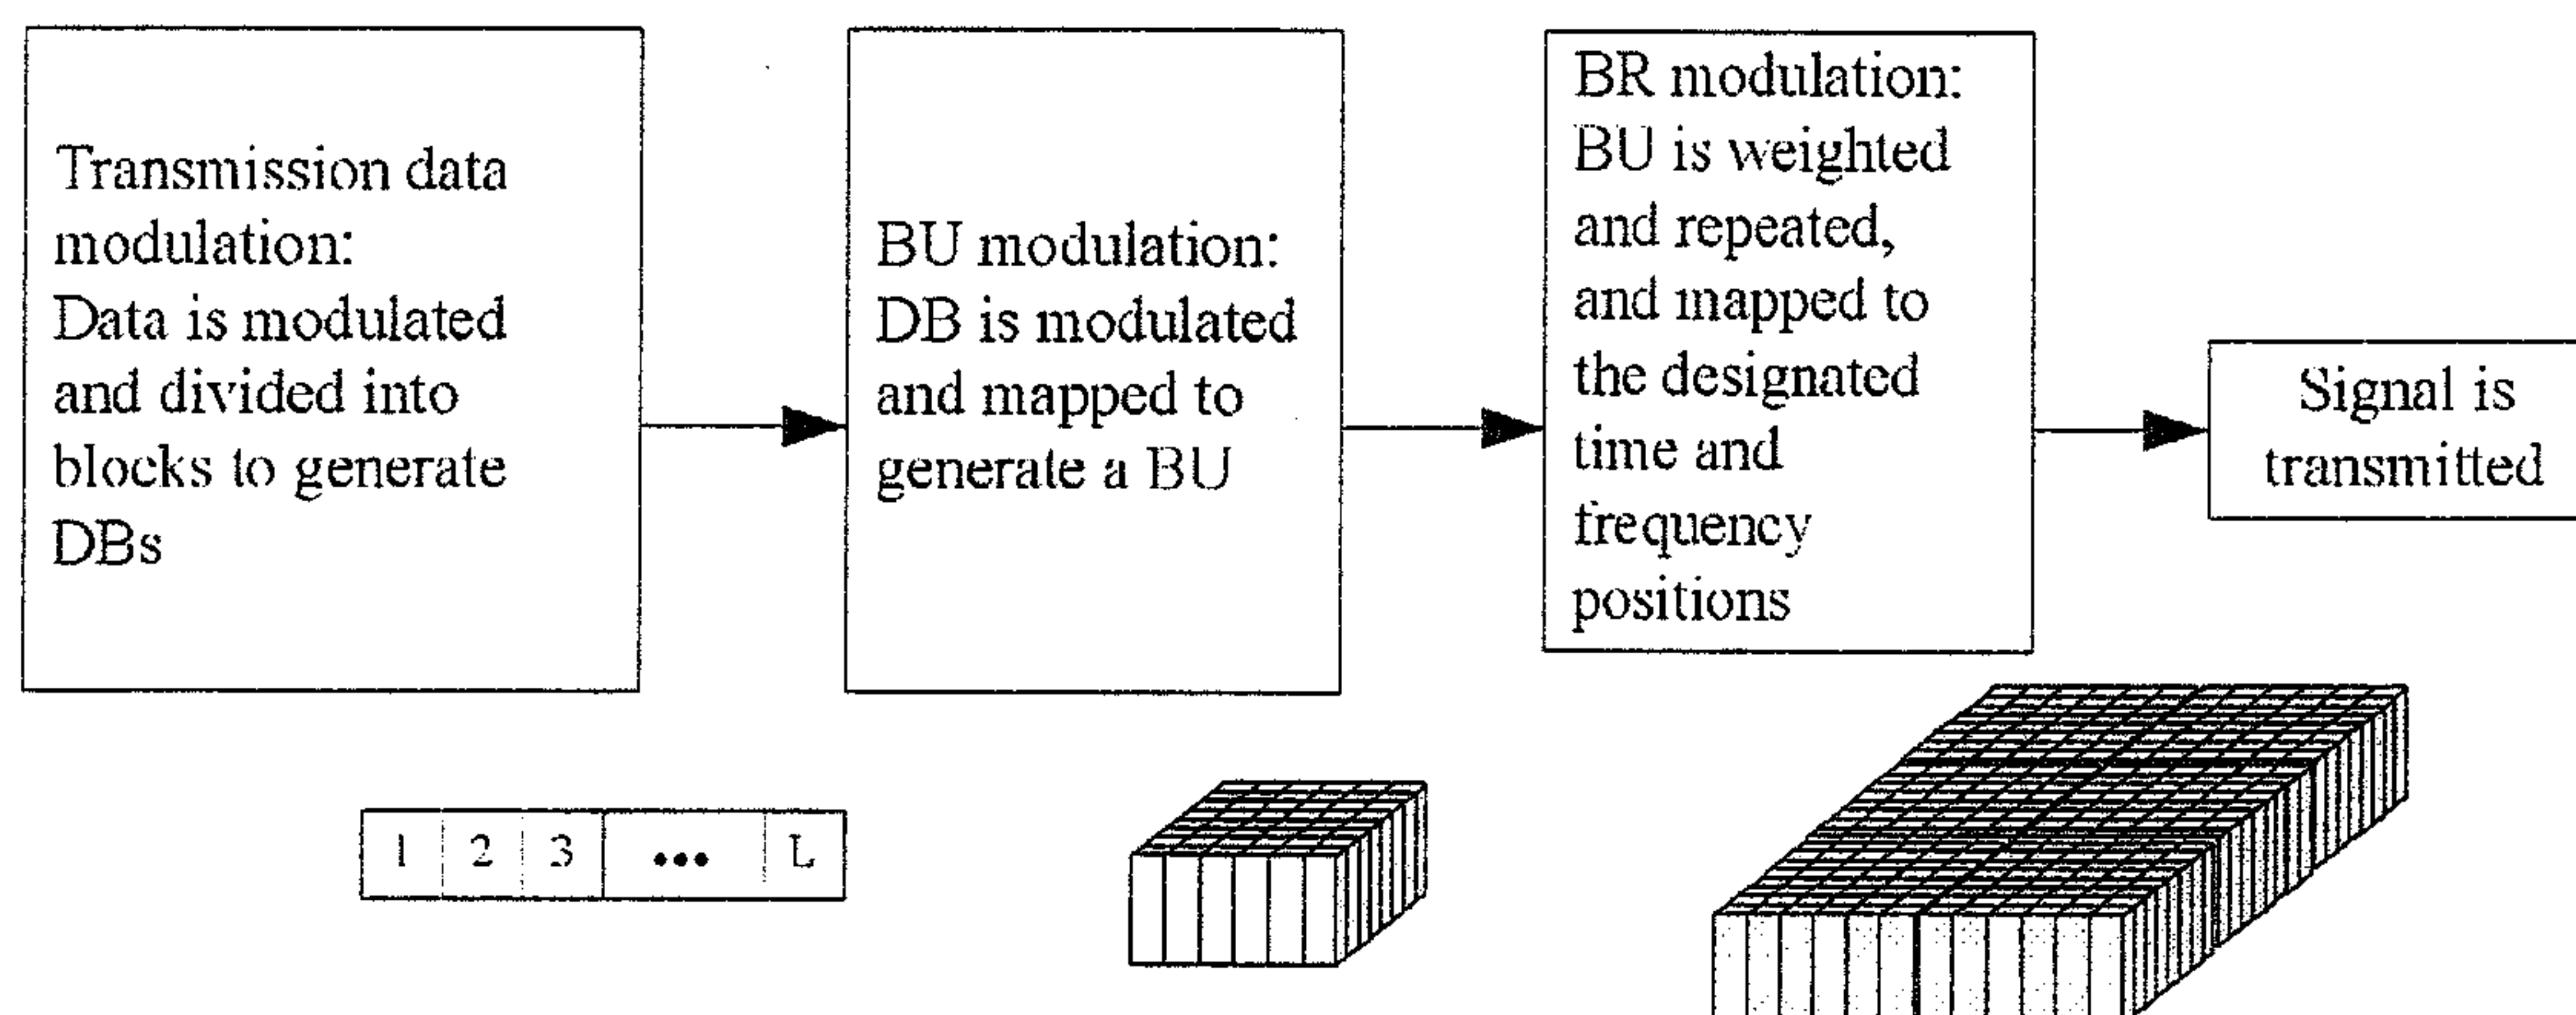 Transmission data
modulation:
Data is modulated
and divided into
blocks to generate
DBs
BU modulation:
DB is modulated
and mapped to
generate a BU
BR modulation:
BU is weighted
and repeated,
and mapped to
the designated
time and
frequency
positions
Signal is
transmitted
1 2 3 ••• L